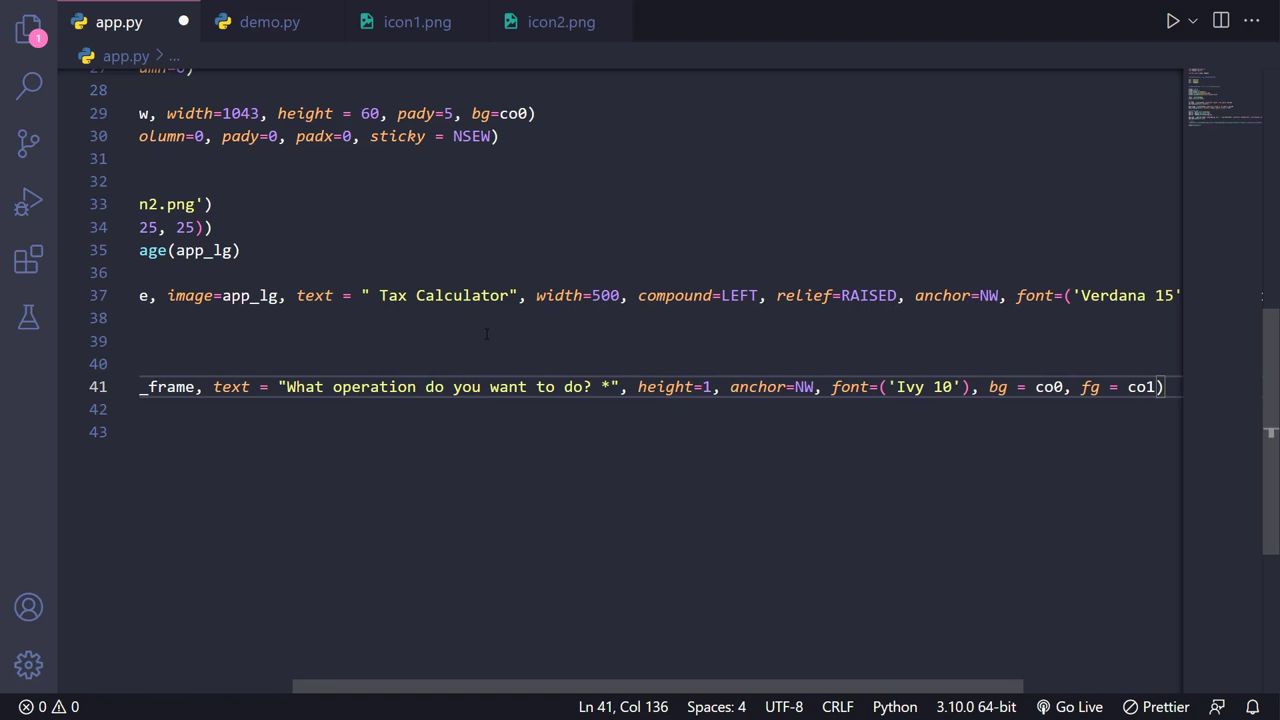 app.py
demo.py
icon1.png
icon2.png
1
app.py > ...
27 umn=0)
28
29 w, width=1043, height = 60, pady=5, bg=co0)
30 olumn=0, pady=0, padx=0, sticky = NSEW)
31
32
33 n2.png')
34 25, 25))
35 age(app_lg)
36
37 e, image=app_lg, text = " Tax Calculator", width=500, compound=LEFT, relief=RAISED, anchor=NW, font=('Verdana 15'
38
39
40
41 _frame, text = "What operation do you want to do? *", height=1, anchor=NW, font=('Ivy 10'), bg = co0, fg = co1)
42
43
0 0 Ln 41, Col 136 Spaces: 4 UTF-8 CRLF Python 3.10.0 64-bit Go Live Prettier